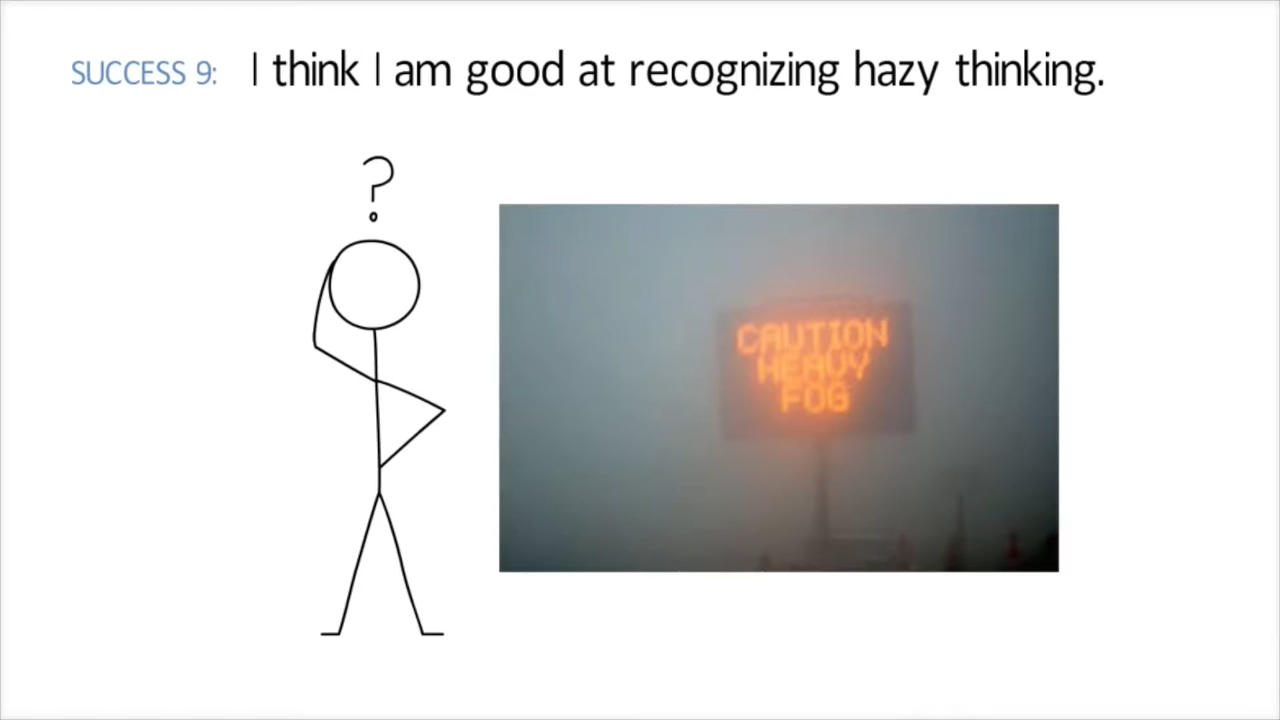 SUCCESS 9: I think I am good at recognizing hazy thinking.
?
CAUTION
HEAVY
FOG